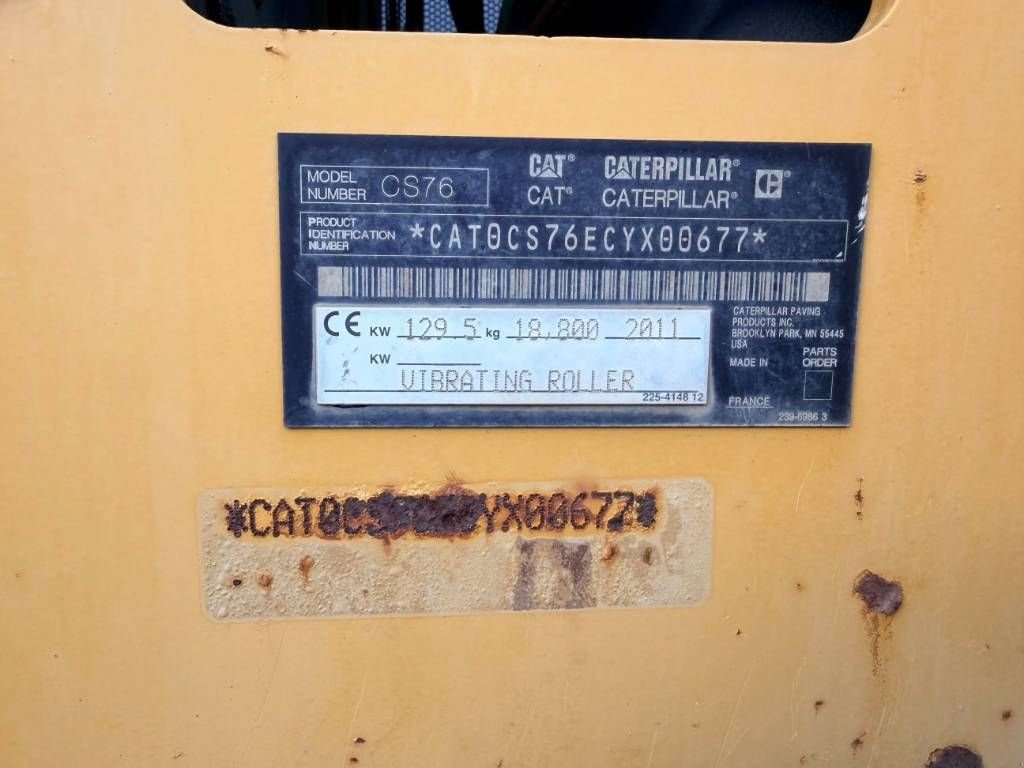 MODEL NUMBER CS76
CAT® CATERPILLAR®
CAT® CATERPILLAR®
PRODUCT IDENTIFICATION NUMBER *CAT0CS76ECYX00677*
CE KW 129.5 kg 18,800 2011
KW
VIBRATING ROLLER
225-4148 12
CATERPILLAR PAVING
PRODUCTS INC.
BROOKLYN PARK, MN 55445
USA
MADE IN
PARTS ORDER
FRANCE
239-6986 3
*CAT0CS YX00677*